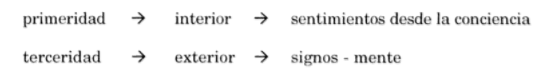 primeridad → interior → sentimientos desde la conciencia
terceridad → exterior → signos - mente